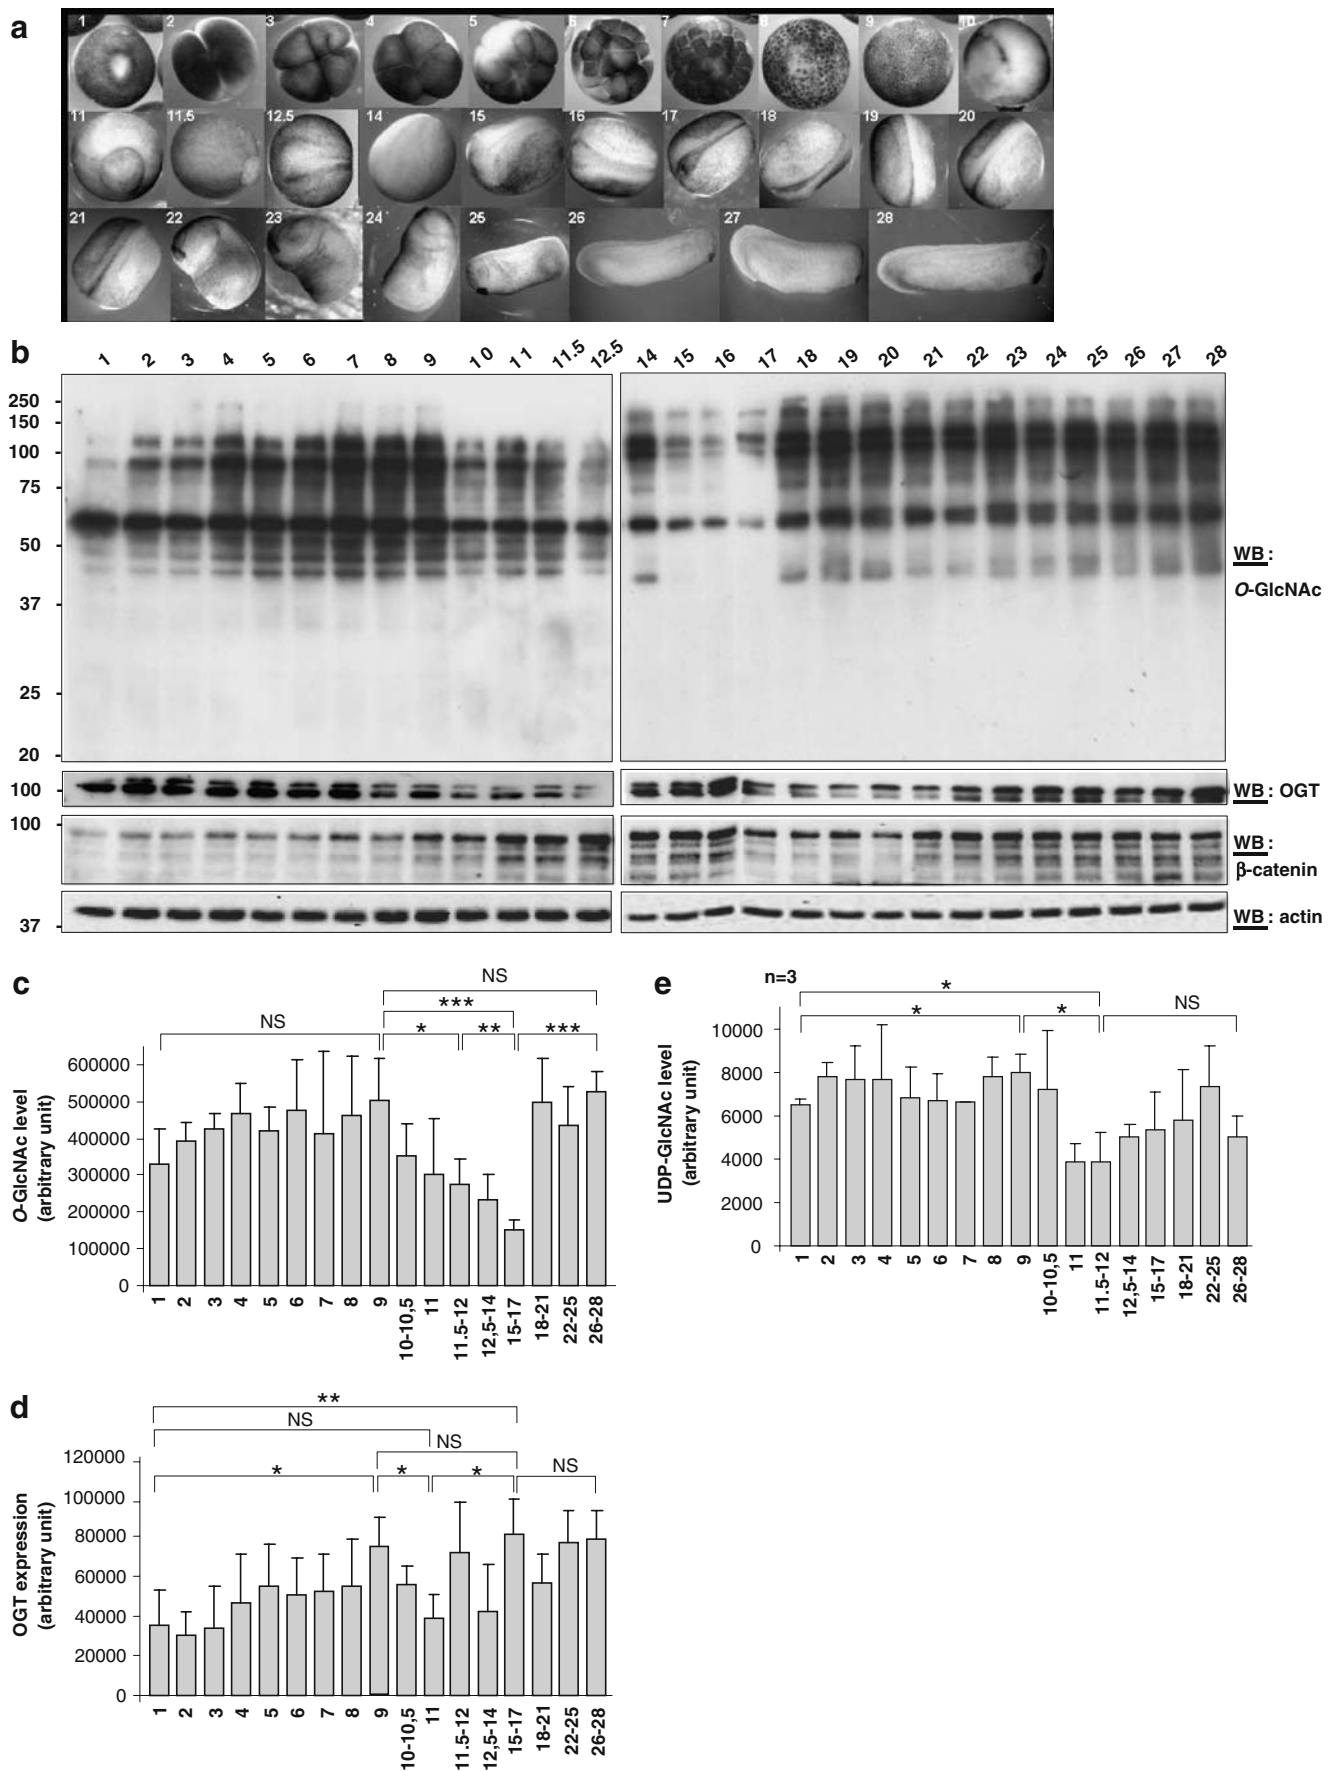 a
1 2 3 4 5 6 7 8 9 10
11 11.5 12.5 14 15 16 17 18 19 20
21 22 23 24 25 26 27 28
b
1 2 3 4 5 6 7 8 9 10 11 11.5 12.5 14 15 16 17 18 19 20 21 22 23 24 25 26 27 28
250
150
100
75
50
37
25
20
WB:
O-GlcNAc
100
WB: OGT
100
WB:
β-catenin
37
WB: actin
c
NS
***
NS * ** ***
O-GlcNAc level
(arbitrary unit)
600000
500000
400000
300000
200000
100000
0
1 2 3 4 5 6 7 8 9 10-10,5 11 11.5-12 12,5-14 15-17 18-21 22-25 26-28
e
n=3
*
* * NS
UDP-GlcNAc level
(arbitrary unit)
10000
8000
6000
4000
2000
0
1 2 3 4 5 6 7 8 9 10-10,5 11 11.5-12 12,5-14 15-17 18-21 22-25 26-28
d
**
NS
NS
* * * NS
OGT expression
(arbitrary unit)
120000
100000
80000
60000
40000
20000
0
1 2 3 4 5 6 7 8 9 10-10,5 11 11.5-12 12,5-14 15-17 18-21 22-25 26-28